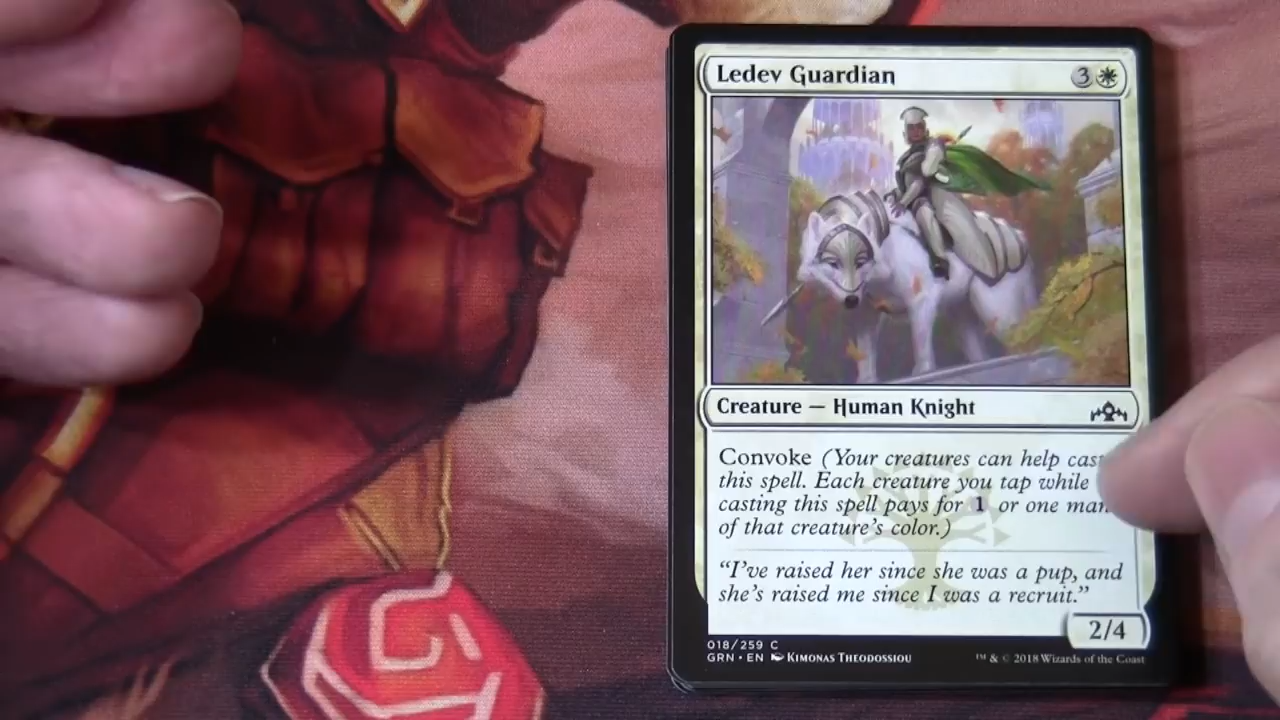 Ledev Guardian 3
Creature — Human Knight
Convoke (Your creatures can help cast
this spell. Each creature you tap while
casting this spell pays for 1 or one man
of that creature's color.)
"I've raised her since she was a pup, and
she's raised me since I was a recruit."
2/4
018/259 C
GRN • EN Kimonas Theodossiou
™ & © 2018 Wizards of the Coast